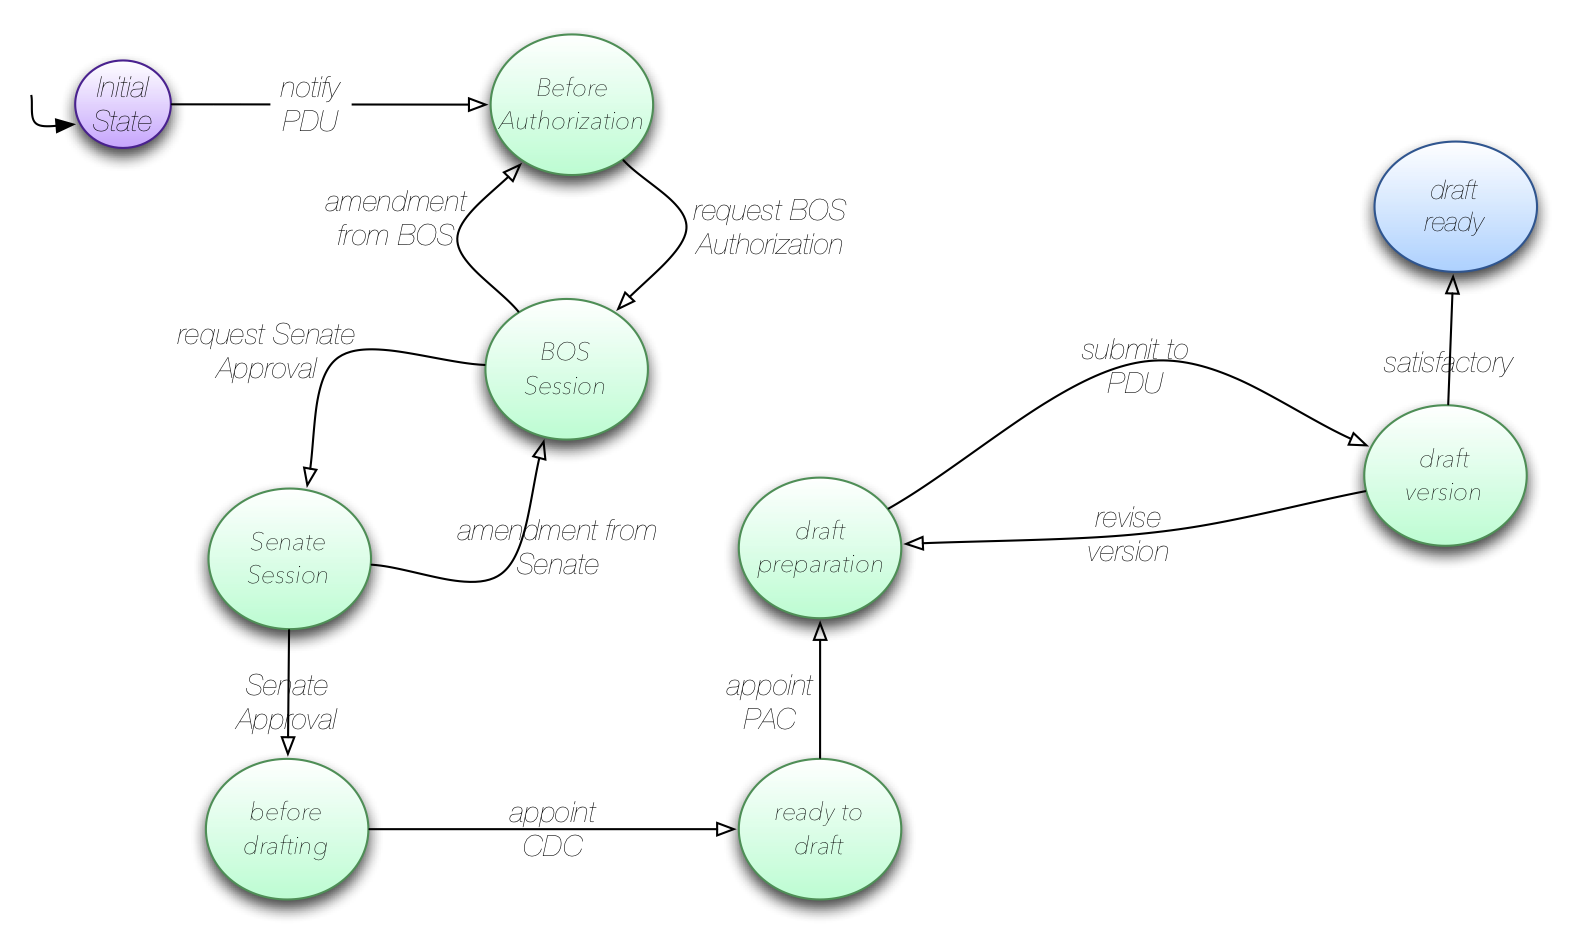 Initial
State
notify
PDU
Before
Authorization
amendment
from BOS
request BOS
Authorization
draft
ready
request Senate
Approval
BOS
Session
submit to
PDU
satisfactory
draft
version
Senate
Session
amendment from
Senate
draft
preparation
revise
version
Senate
Approval
appoint
PAC
before
drafting
appoint
CDC
ready to
draft